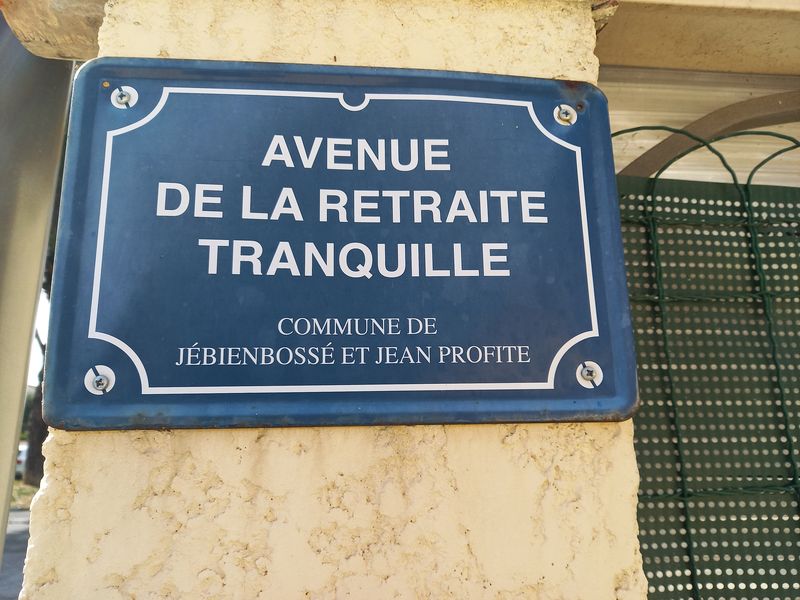 AVENUE
DE LA RETRAITE
TRANQUILLE
COMMUNE DE
JÉBIENBOSSÉ ET JEAN PROFITE